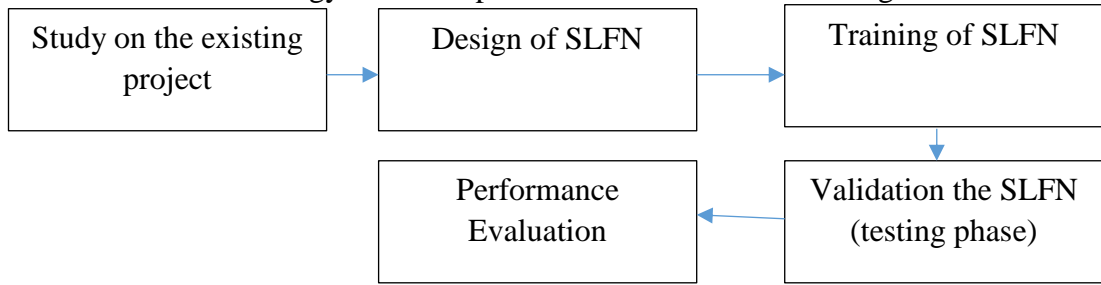 Study on the existing
project
Design of SLFN
Training of SLFN
Validation the SLFN
(testing phase)
Performance
Evaluation